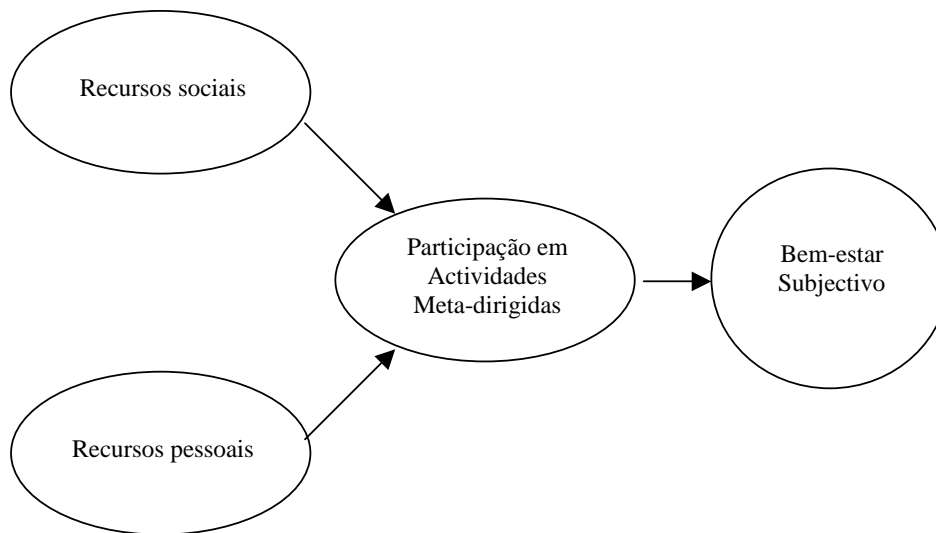 Recursos sociais
Participação em
Actividades
Meta-dirigidas
Bem-estar
Subjectivo
Recursos pessoais